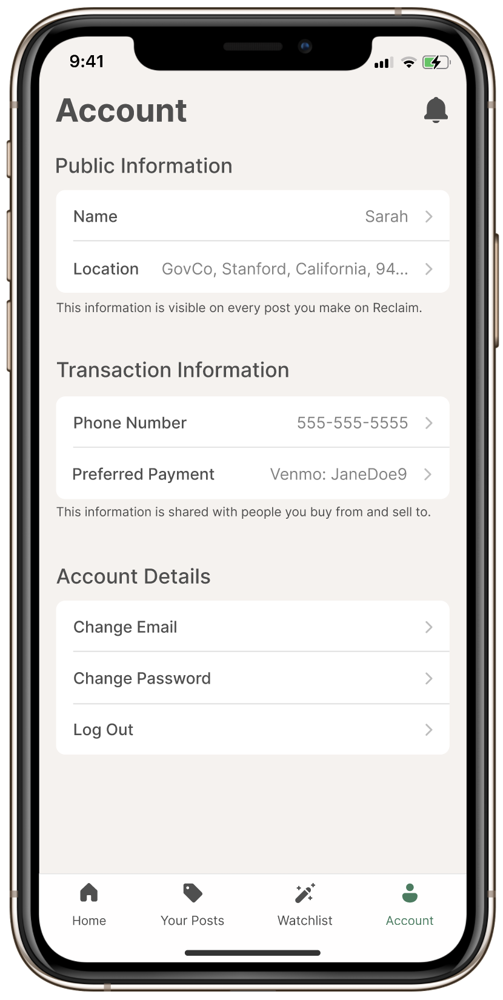 9:41
Account
Public Information
Name Sarah
Location GovCo, Stanford, California, 94...
This information is visible on every post you make on Reclaim.
Transaction Information
Phone Number 555-555-5555
Preferred Payment Venmo: JaneDoe9
This information is shared with people you buy from and sell to.
Account Details
Change Email
Change Password
Log Out
Home Your Posts Watchlist Account